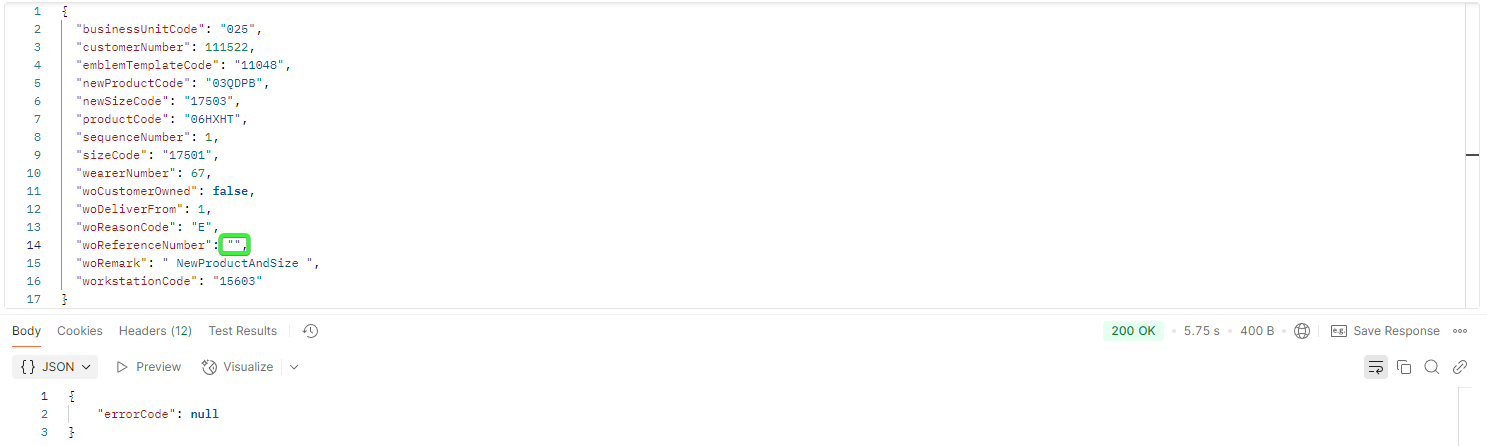 1 {
2 "businessUnitCode": "025",
3 "customerNumber": 111522,
4 "emblemTemplateCode": "11048",
5 "newProductCode": "03QDPB",
6 "newSizeCode": "17503",
7 "productCode": "06HXHT",
8 "sequenceNumber": 1,
9 "sizeCode": "17501",
10 "wearerNumber": 67,
11 "woCustomerOwned": false,
12 "woDeliverFrom": 1,
13 "woReasonCode": "E",
14 "woReferenceNumber": "",
15 "woRemark": " NewProductAndSize ",
16 "workstationCode": "15603"
17 }
Body Cookies Headers (12) Test Results 200 OK • 5.75 s • 400 B e.g. Save Response
{} JSON Preview Visualize
1 {
2 "errorCode": null
3 }